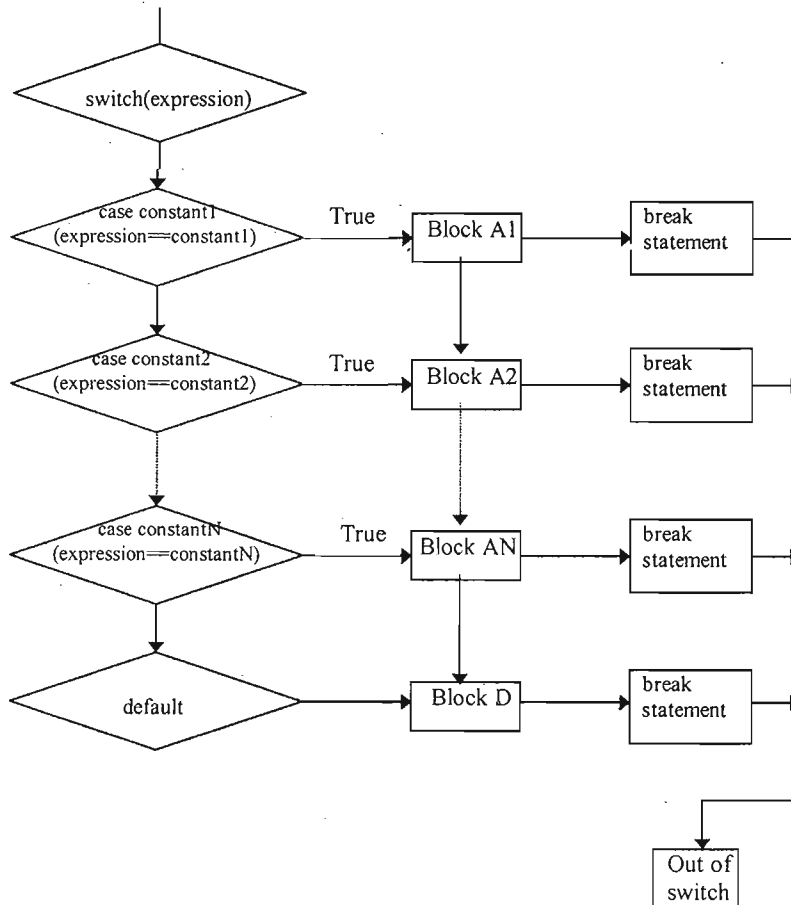 switch(expression)
case constant1
(expression==constant1)
True
Block A1
break
statement
case constant2
(expression==constant2)
True
Block A2
break
statement
case constantN
(expression==constantN)
True
Block AN
break
statement
default
Block D
break
statement
Out of
switch